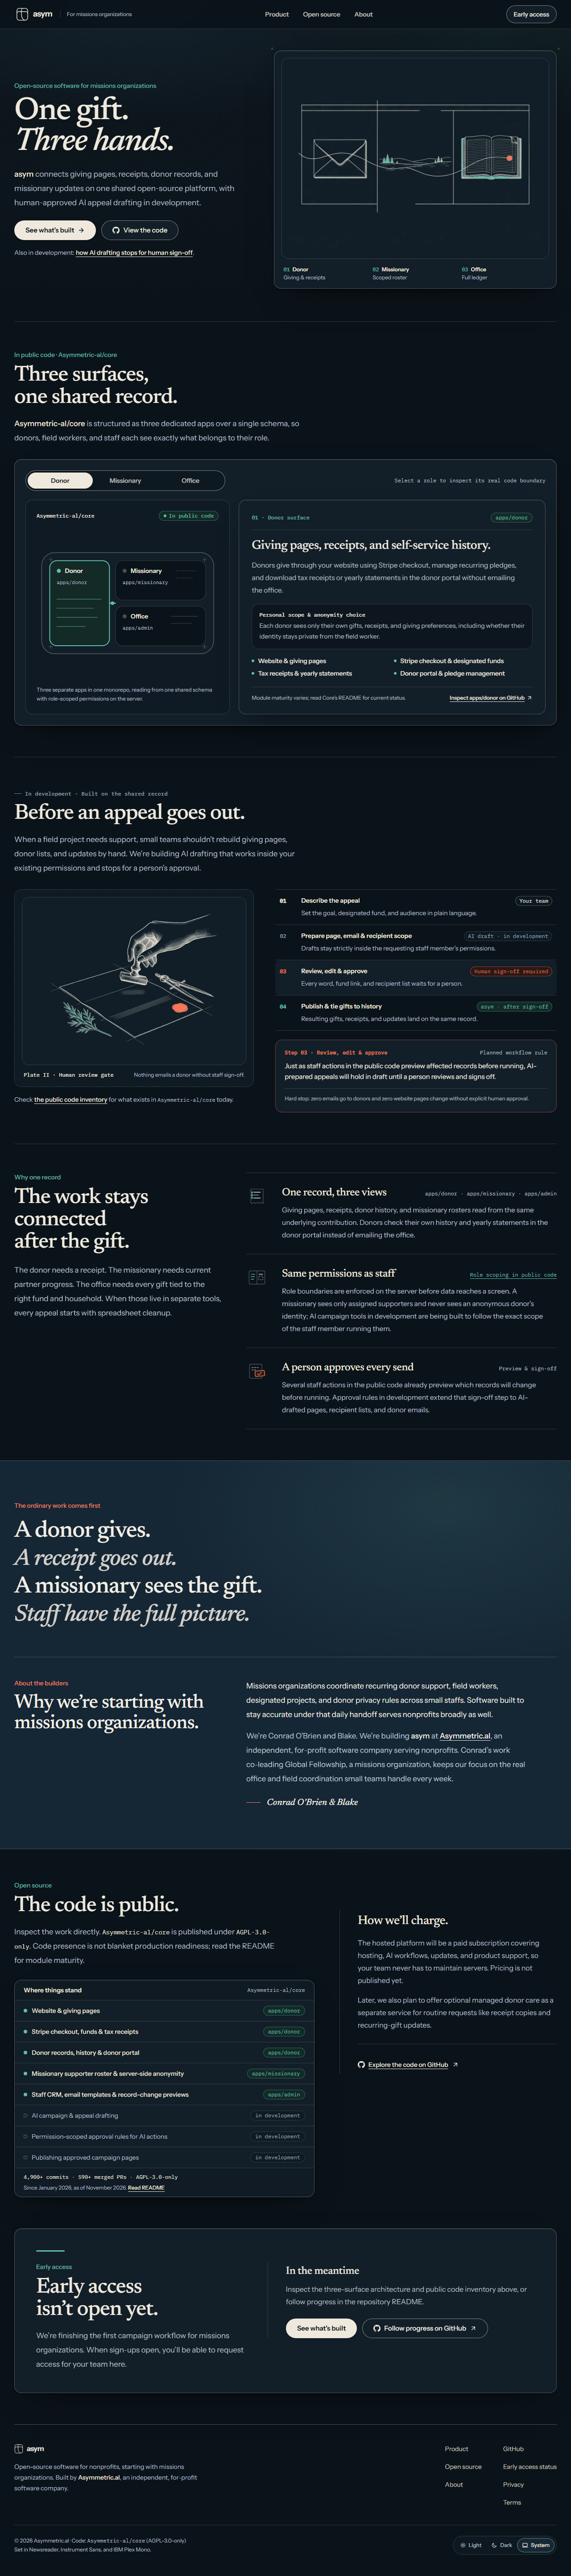 asym
For missions organizations
Product
Open source
About
Early access
Open-source software for missions organizations
One gift.
Three hands.
asym connects giving pages, receipts, donor records, and
missionary updates on one shared open-source platform, with
human-approved AI appeal drafting in development.
See what's built →
View the code
Also in development: how AI drafting stops for human sign-off.
01 Donor
Giving & receipts
02 Missionary
Scoped roster
03 Office
Full ledger
In public code · Asymmetric-al/core
Three surfaces,
one shared record.
Asymmetric-al/core is structured as three dedicated apps over a single schema, so
donors, field workers, and staff each see exactly what belongs to their role.
Donor
Missionary
Office
Select a role to inspect its real code boundary
Asymmetric-al/core
In public code
Donor
apps/donor
Missionary
apps/missionary
Office
apps/admin
Three separate apps in one monorepo, reading from one shared schema
with role-scoped permissions on the server.
01 · Donor surface
apps/donor
Giving pages, receipts, and self-service history.
Donors give through your website using Stripe checkout, manage recurring pledges,
and download tax receipts or yearly statements in the donor portal without emailing
the office.
Personal scope & anonymity choice
Each donor sees only their own gifts, receipts, and giving preferences, including whether their
identity stays private from the field worker.
Website & giving pages
Stripe checkout & designated funds
Tax receipts & yearly statements
Donor portal & pledge management
Module maturity varies; read Core's README for current status.
Inspect apps/donor on GitHub ↗
In development · Built on the shared record
Before an appeal goes out.
When a field project needs support, small teams shouldn't rebuild giving pages,
donor lists, and updates by hand. We're building AI drafting that works inside your
existing permissions and stops for a person's approval.
Plate II · Human review gate
Nothing emails a donor without staff sign-off.
Check the public code inventory for what exists in Asymmetric-al/core today.
01
Describe the appeal
Your team
Set the goal, designated fund, and audience in plain language.
02
Prepare page, email & recipient scope
AI draft · in development
Drafts stay strictly inside the requesting staff member's permissions.
03
Review, edit & approve
Human sign-off required
Every word, fund link, and recipient list waits for a person.
04
Publish & tie gifts to history
asym · after sign-off
Resulting gifts, receipts, and updates land on the same record.
Step 03 · Review, edit & approve
Planned workflow rule
Just as staff actions in the public code preview affected records before running, AI-
prepared appeals will hold in draft until a person reviews and signs off.
Hard stop: zero emails go to donors and zero website pages change without explicit human approval.
Why one record
The work stays
connected
after the gift.
The donor needs a receipt. The missionary needs current
partner progress. The office needs every gift tied to the
right fund and household. When those live in separate tools,
every appeal starts with spreadsheet cleanup.
One record, three views
apps/donor · apps/missionary · apps/admin
Giving pages, receipts, donor history, and missionary rosters read from the same
underlying contribution. Donors check their own history and yearly statements in the
donor portal instead of emailing the office.
Same permissions as staff
Role scoping in public code
Role boundaries are enforced on the server before data reaches a screen. A
missionary sees only assigned supporters and never sees an anonymous donor's
identity; AI campaign tools in development are being built to follow the exact scope
of the staff member running them.
A person approves every send
Preview & sign-off
Several staff actions in the public code already preview which records will change
before running. Approval rules in development extend that sign-off step to AI-
drafted pages, recipient lists, and donor emails.
The ordinary work comes first
A donor gives.
A receipt goes out.
A missionary sees the gift.
Staff have the full picture.
About the builders
Why we're starting with
missions organizations.
Missions organizations coordinate recurring donor support, field workers,
designated projects, and donor privacy rules across small staffs. Software built to
stay accurate under that daily handoff serves nonprofits broadly as well.
We're Conrad O'Brien and Blake. We're building asym at Asymmetric.al, an
independent, for-profit software company serving nonprofits. Conrad's work
co-leading Global Fellowship, a missions organization, keeps our focus on the real
office and field coordination small teams handle every week.
Conrad O'Brien & Blake
Open source
The code is public.
Inspect the work directly. Asymmetric-al/core is published under AGPL-3.0-
only. Code presence is not blanket production readiness; read the README
for module maturity.
Where things stand
Asymmetric-al/core
Website & giving pages
apps/donor
Stripe checkout, funds & tax receipts
apps/donor
Donor records, history & donor portal
apps/donor
Missionary supporter roster & server-side anonymity
apps/missionary
Staff CRM, email templates & record-change previews
apps/admin
AI campaign & appeal drafting
in development
Permission-scoped approval rules for AI actions
in development
Publishing approved campaign pages
in development
4,900+ commits · 590+ merged PRs · AGPL-3.0-only
Since January 2026, as of November 2026. Read README
How we'll charge.
The hosted platform will be a paid subscription covering
hosting, AI workflows, updates, and product support, so
your team never has to maintain servers. Pricing is not
published yet.
Later, we also plan to offer optional managed donor care as a
separate service for routine requests like receipt copies and
recurring-gift updates.
Explore the code on GitHub ↗
Early access
Early access
isn't open yet.
We're finishing the first campaign workflow for missions
organizations. When sign-ups open, you'll be able to request
access for your team here.
In the meantime
Inspect the three-surface architecture and public code inventory above, or
follow progress in the repository README.
See what's built
Follow progress on GitHub ↗
asym
Open-source software for nonprofits, starting with missions
organizations. Built by Asymmetric.al, an independent, for-profit
software company.
Product
Open source
About
GitHub
Early access status
Privacy
Terms
© 2026 Asymmetric.al · Code: Asymmetric-al/core (AGPL-3.0-only)
Set in Newsreader, Instrument Sans, and IBM Plex Mono.
Light
Dark
System